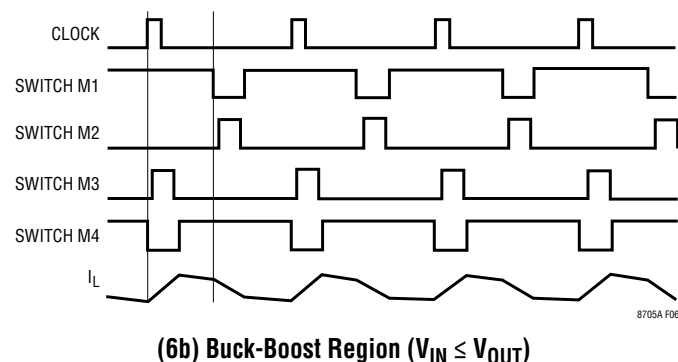 CLOCK
SWITCH M1
SWITCH M2
SWITCH M3
SWITCH M4
IL
8705A F06
(6b) Buck-Boost Region (VIN ≤ VOUT)